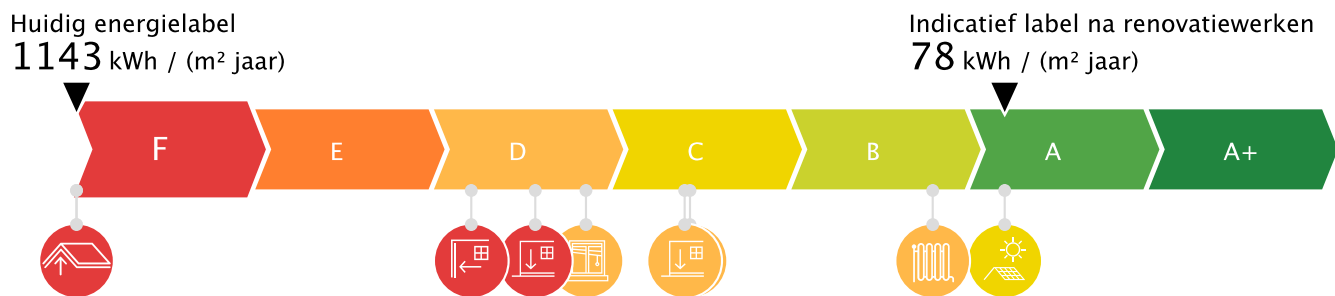 Huidig energielabel
1143 kWh / (m² jaar)
Indicatief label na renovatiewerken
78 kWh / (m² jaar)
F E D C B A A+